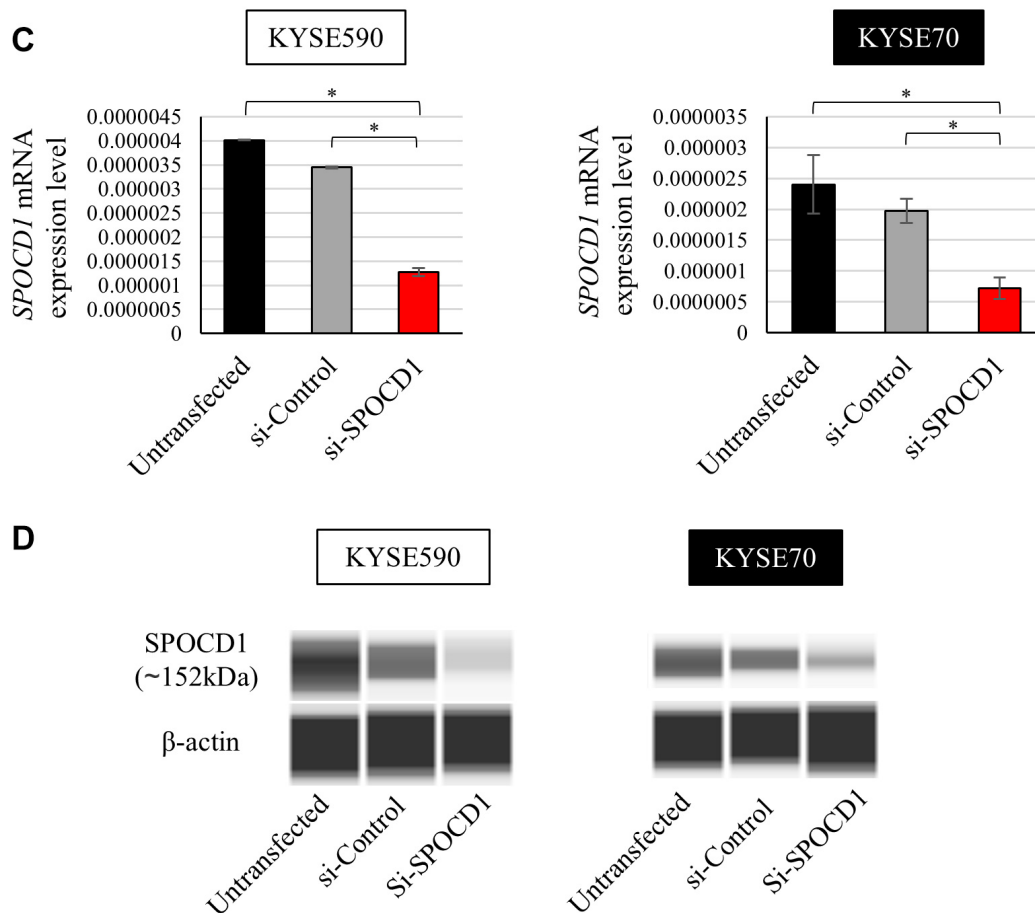 C
KYSE590
SPOCD1 mRNA
expression level
0.0000045
0.000004
0.0000035
0.000003
0.0000025
0.000002
0.0000015
0.000001
0.0000005
0
*
*
Untransfected
si-Control
si-SPOCD1
KYSE70
SPOCD1 mRNA
expression level
0.0000035
0.000003
0.0000025
0.000002
0.0000015
0.000001
0.0000005
0
*
*
Untransfected
si-Control
si-SPOCD1
D
KYSE590
KYSE70
SPOCD1
(~152kDa)
β-actin
Untransfected
si-Control
Si-SPOCD1
Untransfected
si-Control
Si-SPOCD1